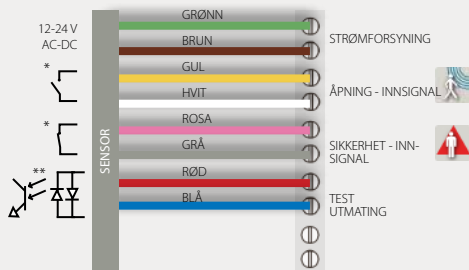 12-24 V
AC-DC
*
*
**
SENSOR
GRØNN
BRUN
GUL
HVIT
ROSA
GRÅ
RØD
BLÅ
STRØMFORSYNING
ÅPNING - INNSIGNAL
SIKKERHET - INN-
SIGNAL
TEST
UTMATING